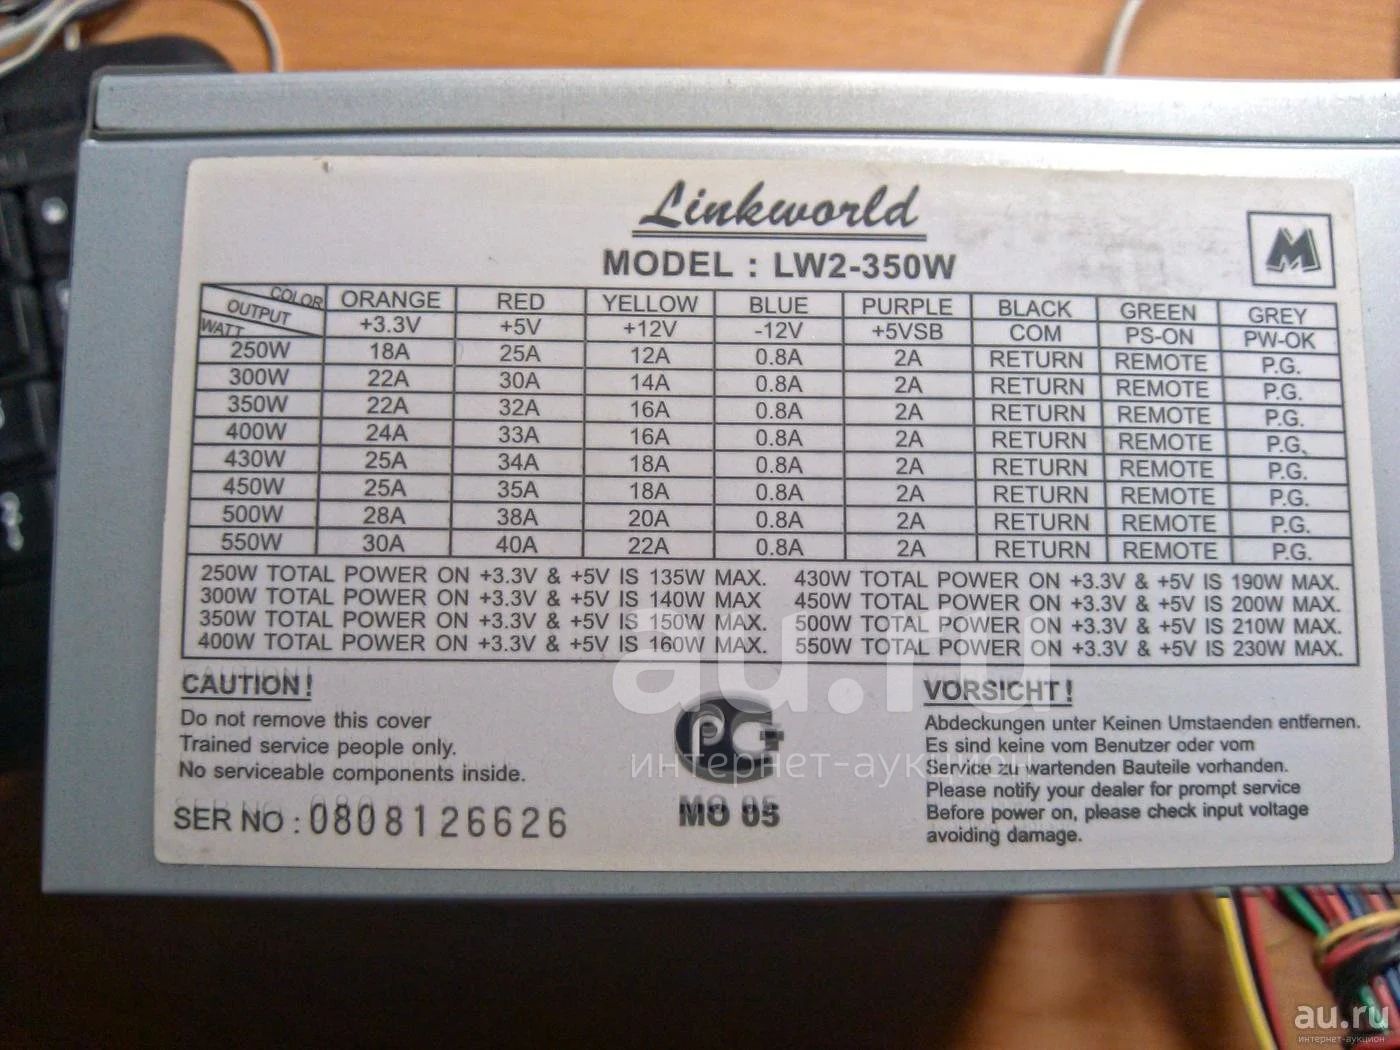 Linkworld
M
MODEL : LW2-350W
COLOR ORANGE RED YELLOW BLUE PURPLE BLACK GREEN GREY
OUTPUT +3.3V +5V +12V -12V +5VSB COM PS-ON PW-OK
WATT
250W 18A 25A 12A 0.8A 2A RETURN REMOTE P.G.
300W 22A 30A 14A 0.8A 2A RETURN REMOTE P.G.
350W 22A 32A 16A 0.8A 2A RETURN REMOTE P.G.
400W 24A 33A 16A 0.8A 2A RETURN REMOTE P.G.
430W 25A 34A 18A 0.8A 2A RETURN REMOTE P.G.
450W 25A 35A 18A 0.8A 2A RETURN REMOTE P.G.
500W 28A 38A 20A 0.8A 2A RETURN REMOTE P.G.
550W 30A 40A 22A 0.8A 2A RETURN REMOTE P.G.
250W TOTAL POWER ON +3.3V & +5V IS 135W MAX. 430W TOTAL POWER ON +3.3V & +5V IS 190W MAX.
300W TOTAL POWER ON +3.3V & +5V IS 140W MAX 450W TOTAL POWER ON +3.3V & +5V IS 200W MAX.
350W TOTAL POWER ON +3.3V & +5V IS 150W MAX. 500W TOTAL POWER ON +3.3V & +5V IS 210W MAX.
400W TOTAL POWER ON +3.3V & +5V IS 160W MAX. 550W TOTAL POWER ON +3.3V & +5V IS 230W MAX.
CAUTION!
Do not remove this cover
Trained service people only.
No serviceable components inside.
SER NO : 0808126626
РСТ
МО 05
VORSICHT!
Abdeckungen unter Keinen Umstaenden entfernen.
Es sind keine vom Benutzer oder vom
Service zu wartenden Bauteile vorhanden.
Please notify your dealer for prompt service
Before power on, please check input voltage
avoiding damage.
au.ru
интернет-аукцион
au.ru
интернет-аукцион